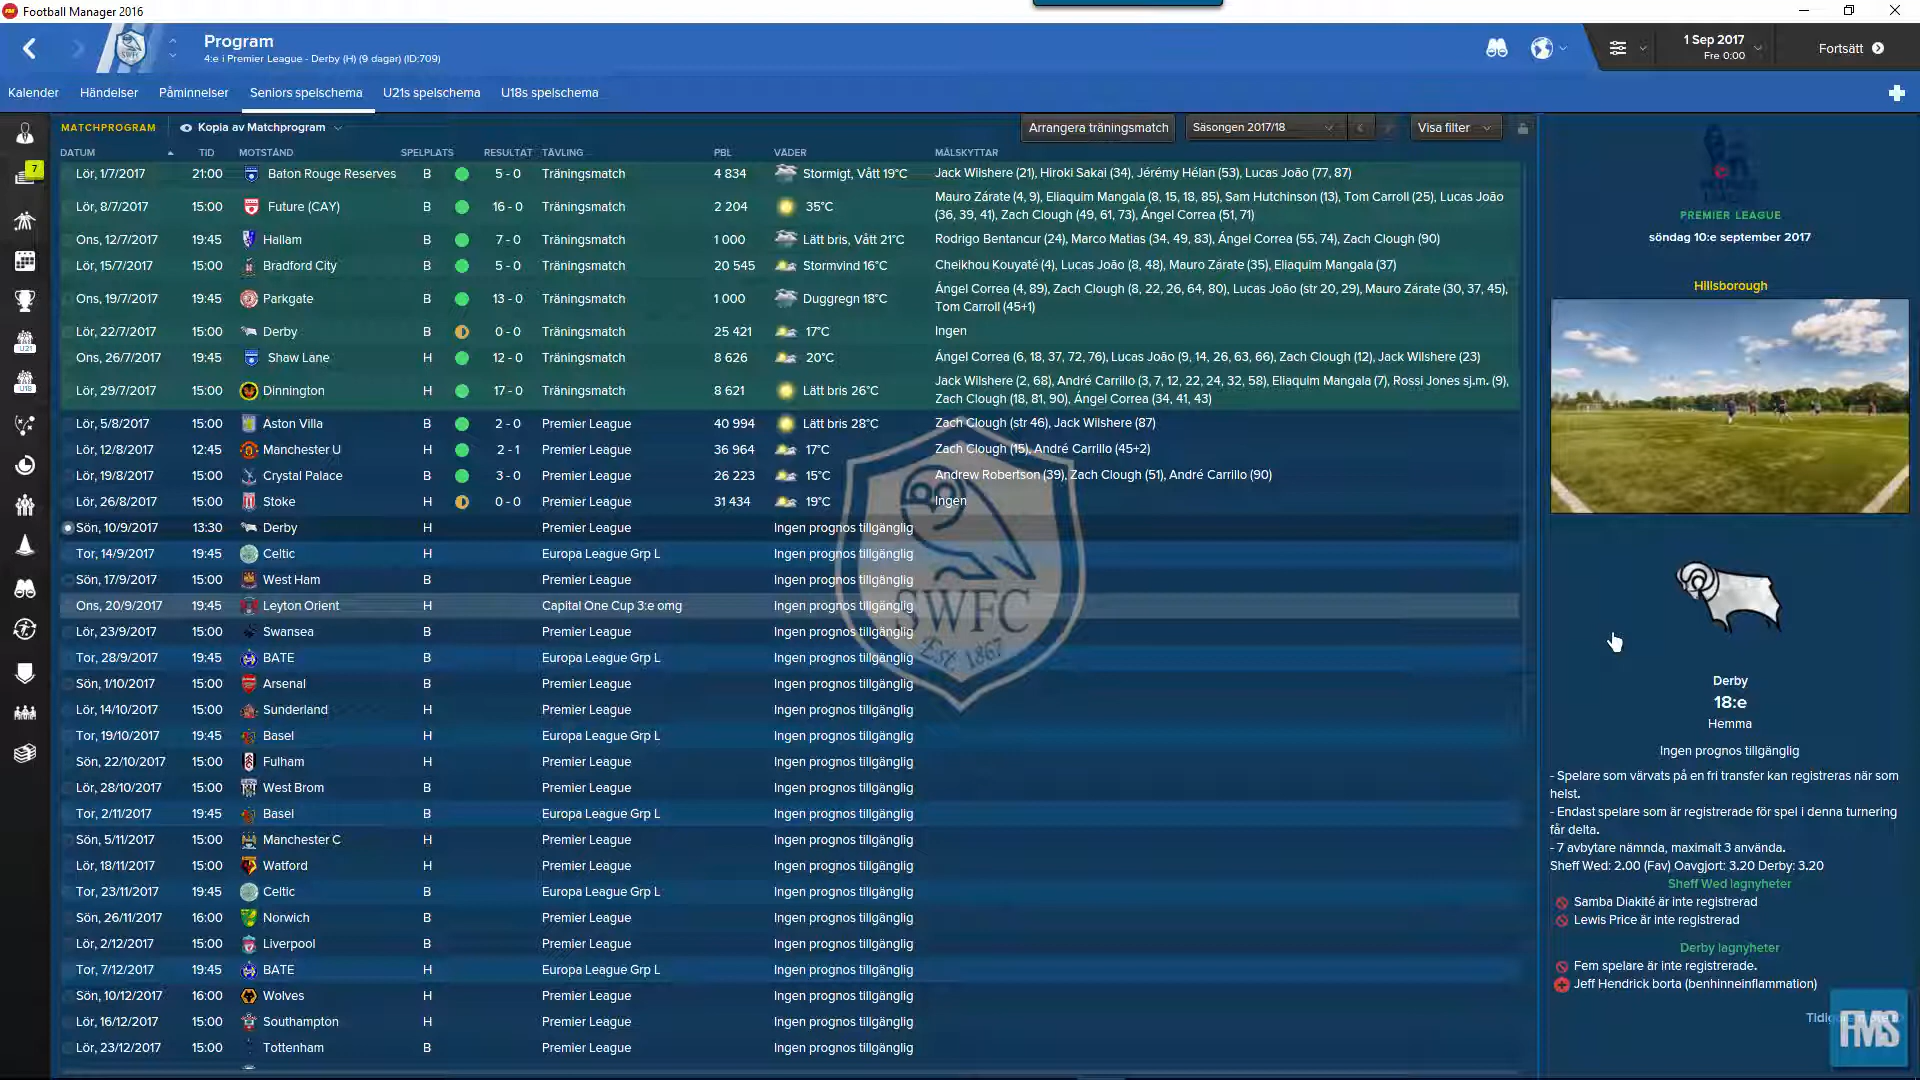 Football Manager 2016
Program
4:e i Premier League - Derby (H) (9 dagar) (ID:709)
1 Sep 2017
Fre 0:00
Fortsätt
Kalender Händelser Påminnelser Seniors spelschema U21s spelschema U18s spelschema
MATCHPROGRAM Kopia av Matchprogram Arrangera träningsmatch Säsongen 2017/18 Visa filter
DATUM TID MOTSTÅND SPELPLATS RESULTAT TÄVLING PBL VÄDER MÅLSKYTTAR
Lör, 1/7/2017 21:00 Baton Rouge Reserves B 5 - 0 Träningsmatch 4 834 Stormigt, Vått 19°C Jack Wilshere (21), Hiroki Sakai (34), Jérémy Hélan (53), Lucas João (77, 87)
Lör, 8/7/2017 15:00 Future (CAY) B 16 - 0 Träningsmatch 2 204 35°C Mauro Zárate (4, 9), Eliaquim Mangala (8, 15, 18, 85), Sam Hutchinson (13), Tom Carroll (25), Lucas João
(36, 39, 41), Zach Clough (49, 61, 73), Ángel Correa (51, 71)
Ons, 12/7/2017 19:45 Hallam B 7 - 0 Träningsmatch 1 000 Lätt bris, Vått 21°C Rodrigo Bentancur (24), Marco Matias (34, 49, 83), Ángel Correa (55, 74), Zach Clough (90)
Lör, 15/7/2017 15:00 Bradford City B 5 - 0 Träningsmatch 20 545 Stormvind 16°C Cheikhou Kouyaté (4), Lucas João (8, 48), Mauro Zárate (35), Eliaquim Mangala (37)
Ons, 19/7/2017 19:45 Parkgate B 13 - 0 Träningsmatch 1 000 Duggregn 18°C Ángel Correa (4, 89), Zach Clough (8, 22, 26, 64, 80), Lucas João (str 20, 29), Mauro Zárate (30, 37, 45),
Tom Carroll (45+1)
Lör, 22/7/2017 15:00 Derby B 0 - 0 Träningsmatch 25 421 17°C Ingen
Ons, 26/7/2017 19:45 Shaw Lane H 12 - 0 Träningsmatch 8 626 20°C Ángel Correa (6, 18, 37, 72, 76), Lucas João (9, 14, 26, 63, 66), Zach Clough (12), Jack Wilshere (23)
Lör, 29/7/2017 15:00 Dinnington H 17 - 0 Träningsmatch 8 621 Lätt bris 26°C Jack Wilshere (2, 68), André Carrillo (3, 7, 12, 22, 24, 32, 58), Eliaquim Mangala (7), Rossi Jones sj.m. (9),
Zach Clough (18, 81, 90), Ángel Correa (34, 41, 43)
Lör, 5/8/2017 15:00 Aston Villa B 2 - 0 Premier League 40 994 Lätt bris 28°C Zach Clough (str 46), Jack Wilshere (87)
Lör, 12/8/2017 12:45 Manchester U H 2 - 1 Premier League 36 964 17°C Zach Clough (15), André Carrillo (45+2)
Lör, 19/8/2017 15:00 Crystal Palace B 3 - 0 Premier League 26 223 15°C Andrew Robertson (39), Zach Clough (51), André Carrillo (90)
Lör, 26/8/2017 15:00 Stoke H 0 - 0 Premier League 31 434 19°C Ingen
Sön, 10/9/2017 13:30 Derby H Premier League Ingen prognos tillgänglig
Tor, 14/9/2017 19:45 Celtic H Europa League Grp L Ingen prognos tillgänglig
Sön, 17/9/2017 15:00 West Ham B Premier League Ingen prognos tillgänglig
Ons, 20/9/2017 19:45 Leyton Orient H Capital One Cup 3:e omg Ingen prognos tillgänglig
Lör, 23/9/2017 15:00 Swansea B Premier League Ingen prognos tillgänglig
Tor, 28/9/2017 19:45 BATE B Europa League Grp L Ingen prognos tillgänglig
Sön, 1/10/2017 15:00 Arsenal B Premier League Ingen prognos tillgänglig
Lör, 14/10/2017 15:00 Sunderland H Premier League Ingen prognos tillgänglig
Tor, 19/10/2017 19:45 Basel H Europa League Grp L Ingen prognos tillgänglig
Sön, 22/10/2017 15:00 Fulham H Premier League Ingen prognos tillgänglig
Lör, 28/10/2017 15:00 West Brom B Premier League Ingen prognos tillgänglig
Tor, 2/11/2017 19:45 Basel B Europa League Grp L Ingen prognos tillgänglig
Sön, 5/11/2017 15:00 Manchester C H Premier League Ingen prognos tillgänglig
Lör, 18/11/2017 15:00 Watford H Premier League Ingen prognos tillgänglig
Tor, 23/11/2017 19:45 Celtic B Europa League Grp L Ingen prognos tillgänglig
Sön, 26/11/2017 16:00 Norwich B Premier League Ingen prognos tillgänglig
Lör, 2/12/2017 15:00 Liverpool B Premier League Ingen prognos tillgänglig
Tor, 7/12/2017 19:45 BATE H Europa League Grp L Ingen prognos tillgänglig
Sön, 10/12/2017 16:00 Wolves H Premier League Ingen prognos tillgänglig
Lör, 16/12/2017 15:00 Southampton H Premier League Ingen prognos tillgänglig
Lör, 23/12/2017 15:00 Tottenham B Premier League Ingen prognos tillgänglig
SWFC
Est. 1867
7
U21
U18
PREMIER LEAGUE
söndag 10:e september 2017
Hillsborough
Derby
18:e
Hemma
Ingen prognos tillgänglig
- Spelare som värvats på en fri transfer kan registreras när som
helst.
- Endast spelare som är registrerade för spel i denna turnering
får delta.
- 7 avbytare nämnda, maximalt 3 använda.
Sheff Wed: 2.00 (Fav) Oavgjort: 3.20 Derby: 3.20
Sheff Wed lagnyheter
Samba Diakité är inte registrerad
Lewis Price är inte registrerad
Derby lagnyheter
Fem spelare är inte registrerade.
Jeff Hendrick borta (benhinneinflammation)
FMS